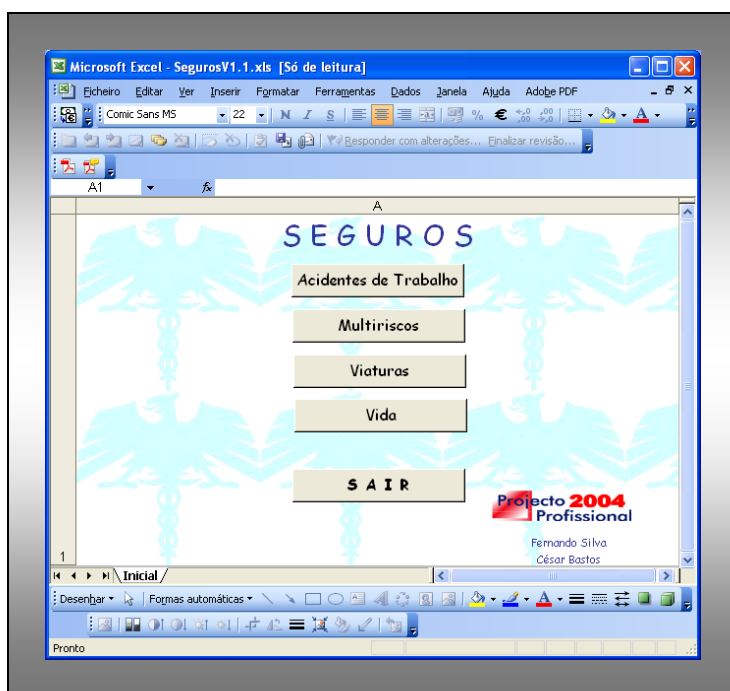 Microsoft Excel - SegurosV1.1.xls [Só de leitura]
Ficheiro Editar Ver Inserir Formatar Ferramentas Dados Janela Ajuda Adobe PDF
Comic Sans MS 22 N I S % €
Responder com alterações... Finalizar revisão...
A1 fx
A
SEGUROS
Acidentes de Trabalho
Multiriscos
Viaturas
Vida
SAIR
Projecto 2004
Profissional
Fernando Silva
César Bastos
1
Inicial
Desenhar Formas automáticas A
Pronto